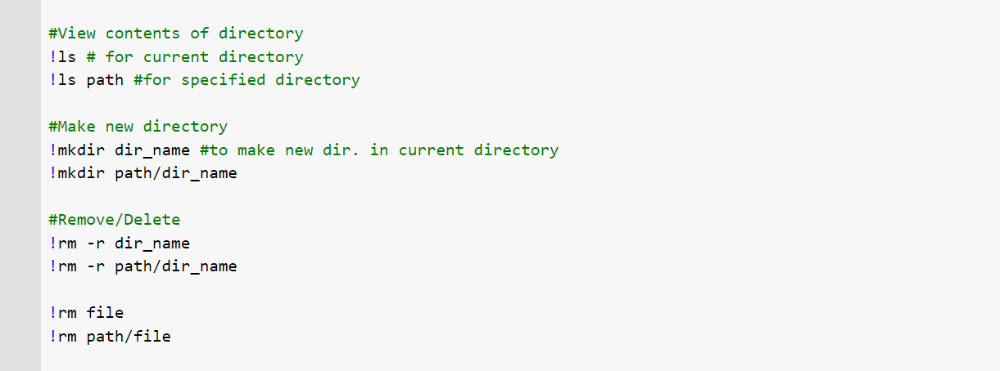 #View contents of directory
!ls # for current directory
!ls path #for specified directory
#Make new directory
!mkdir dir_name #to make new dir. in current directory
!mkdir path/dir_name
#Remove/Delete
!rm -r dir_name
!rm -r path/dir_name
!rm file
!rm path/file